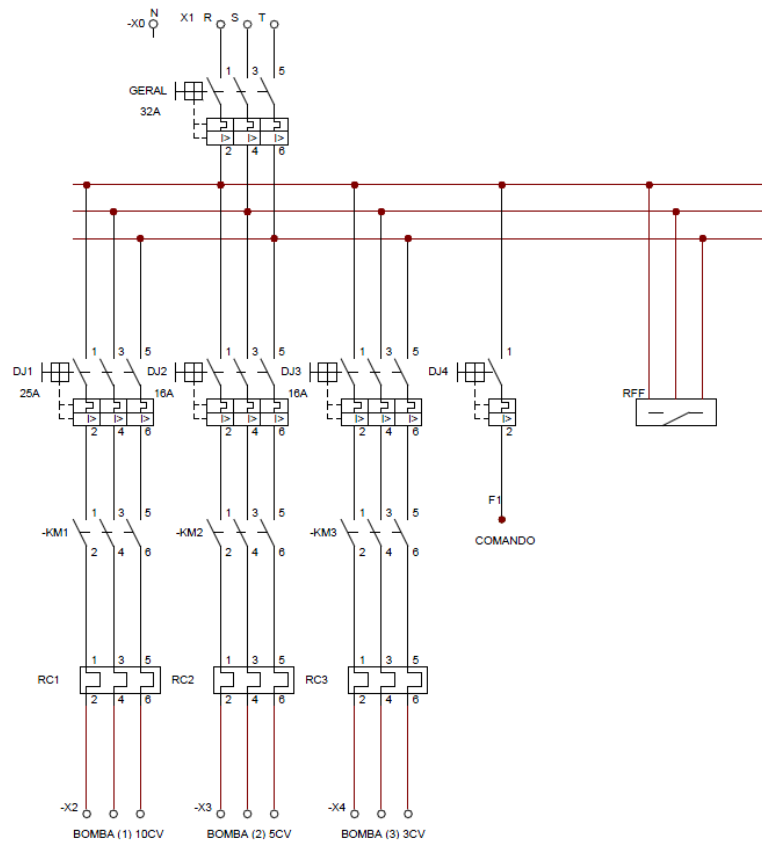 N
-X0
X1 R S T
1 3 5
GERAL
32A
I> I> I>
2 4 6
1 3 5
DJ1
25A
I> I> I>
2 4 6
1 3 5
DJ2
16A
I> I> I>
2 4 6
1 3 5
DJ3
16A
I> I> I>
2 4 6
1
DJ4
I>
2
RFF
F1
COMANDO
1 3 5
-KM1
2 4 6
1 3 5
-KM2
2 4 6
1 3 5
-KM3
2 4 6
1 3 5
RC1
2 4 6
1 3 5
RC2
2 4 6
1 3 5
RC3
2 4 6
-X2
BOMBA (1) 10CV
-X3
BOMBA (2) 5CV
-X4
BOMBA (3) 3CV